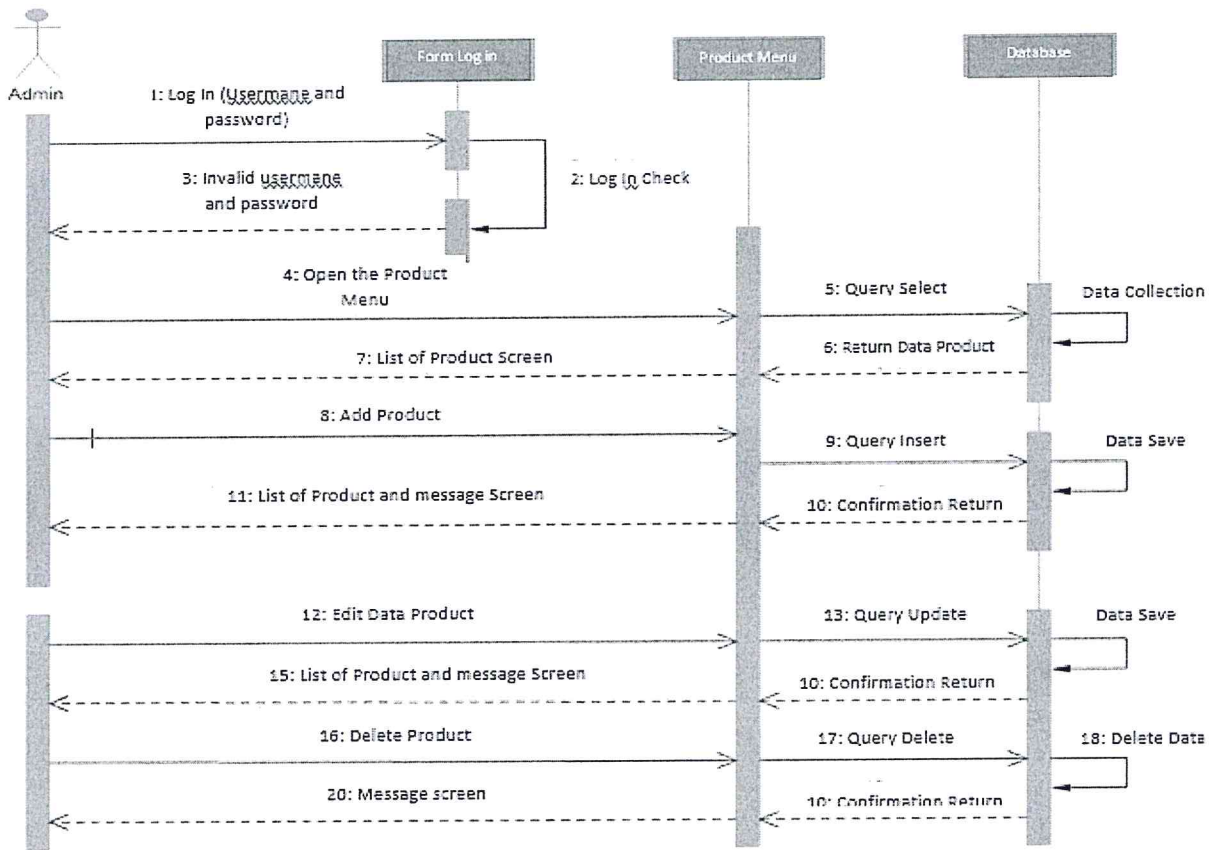 Form Log in
Product Menu
Database
Admin
1: Log In (Usermane and
password)
3: Invalid usermane
and password
2: Log In Check
4: Open the Product
Menu
5: Query Select
Data Collection
6: Return Data Product
7: List of Product Screen
8: Add Product
9: Query Insert
Data Save
11: List of Product and message Screen
10: Confirmation Return
12: Edit Data Product
13: Query Update
Data Save
15: List of Product and message Screen
10: Confirmation Return
16: Delete Product
17: Query Delete
18: Delete Data
20: Message screen
10: Confirmation Return